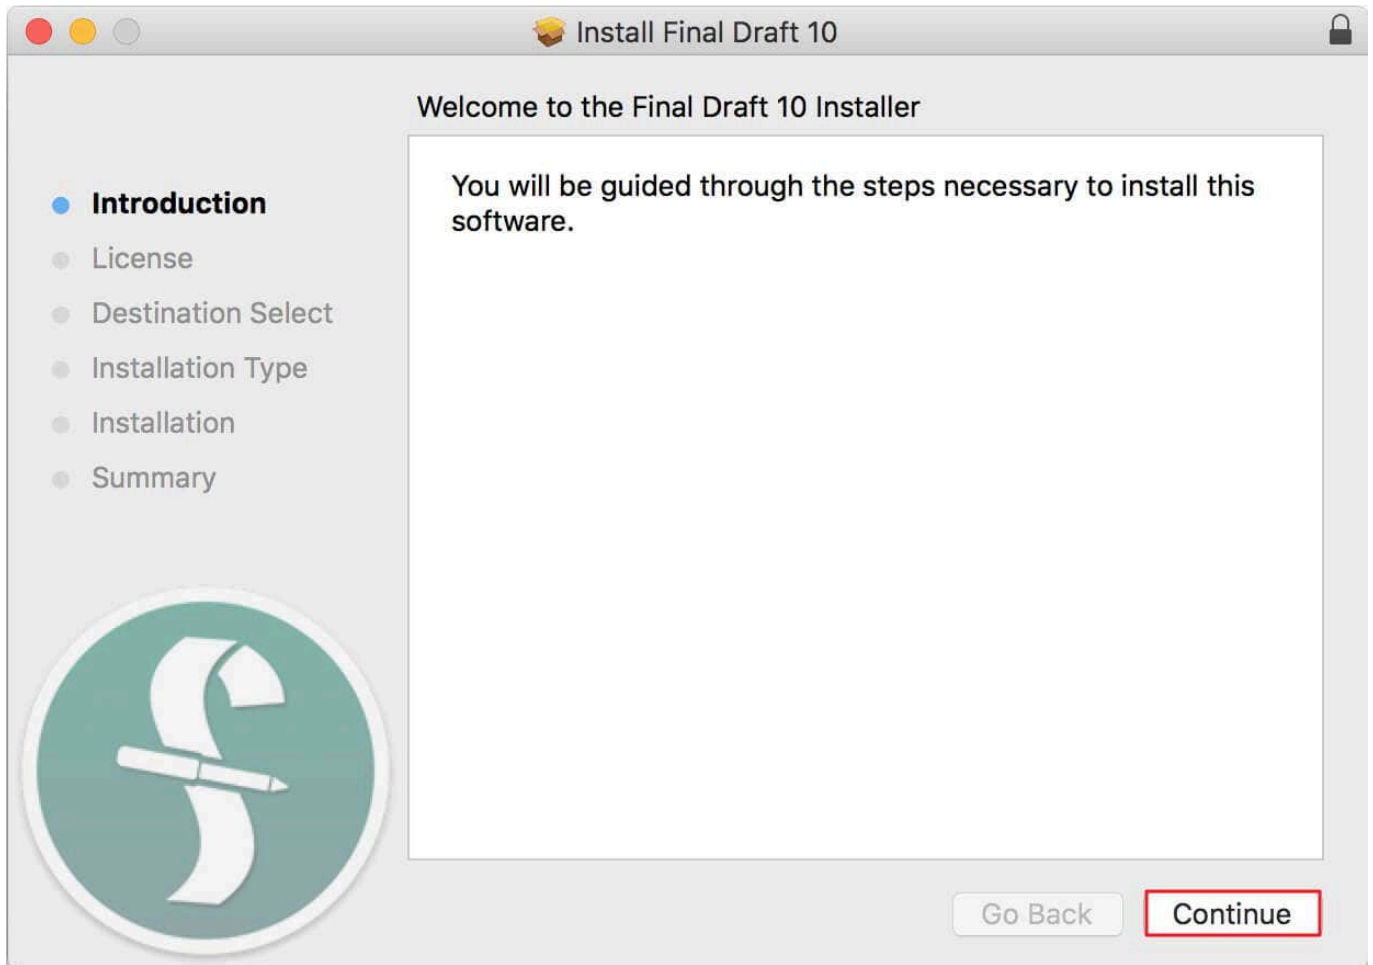 Install Final Draft 10
Welcome to the Final Draft 10 Installer
Introduction
License
Destination Select
Installation Type
Installation
Summary
You will be guided through the steps necessary to install this
software.
Go Back
Continue